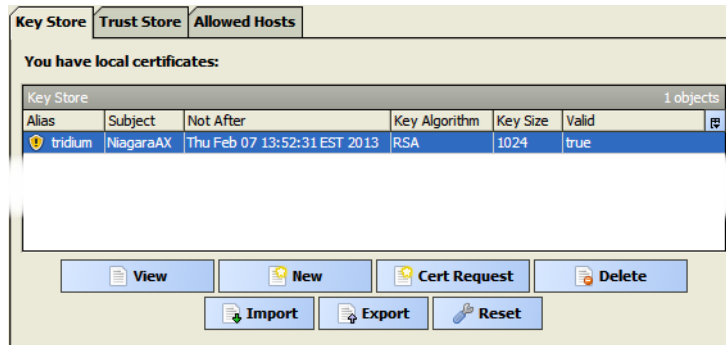 Key Store Trust Store Allowed Hosts
You have local certificates:
Key Store 1 objects
Alias Subject Not After Key Algorithm Key Size Valid
tridium NiagaraAX Thu Feb 07 13:52:31 EST 2013 RSA 1024 true
View New Cert Request Delete
Import Export Reset